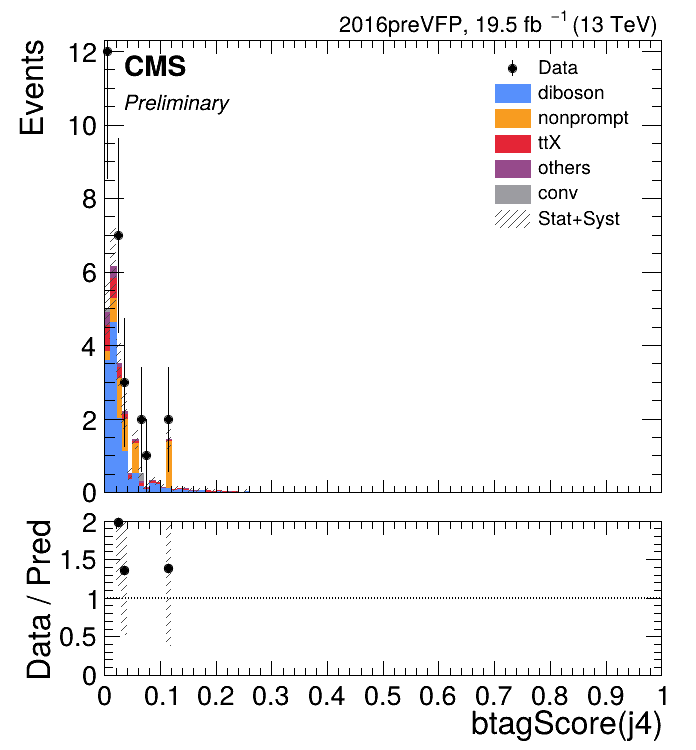 2016preVFP, 19.5 fb⁻¹ (13 TeV)
Events
12
10
8
6
4
2
0
CMS
Preliminary
Data
diboson
nonprompt
ttX
others
conv
Stat+Syst
Data / Pred
2
1.5
1
0.5
0
0 0.1 0.2 0.3 0.4 0.5 0.6 0.7 0.8 0.9 1
btagScore(j4)